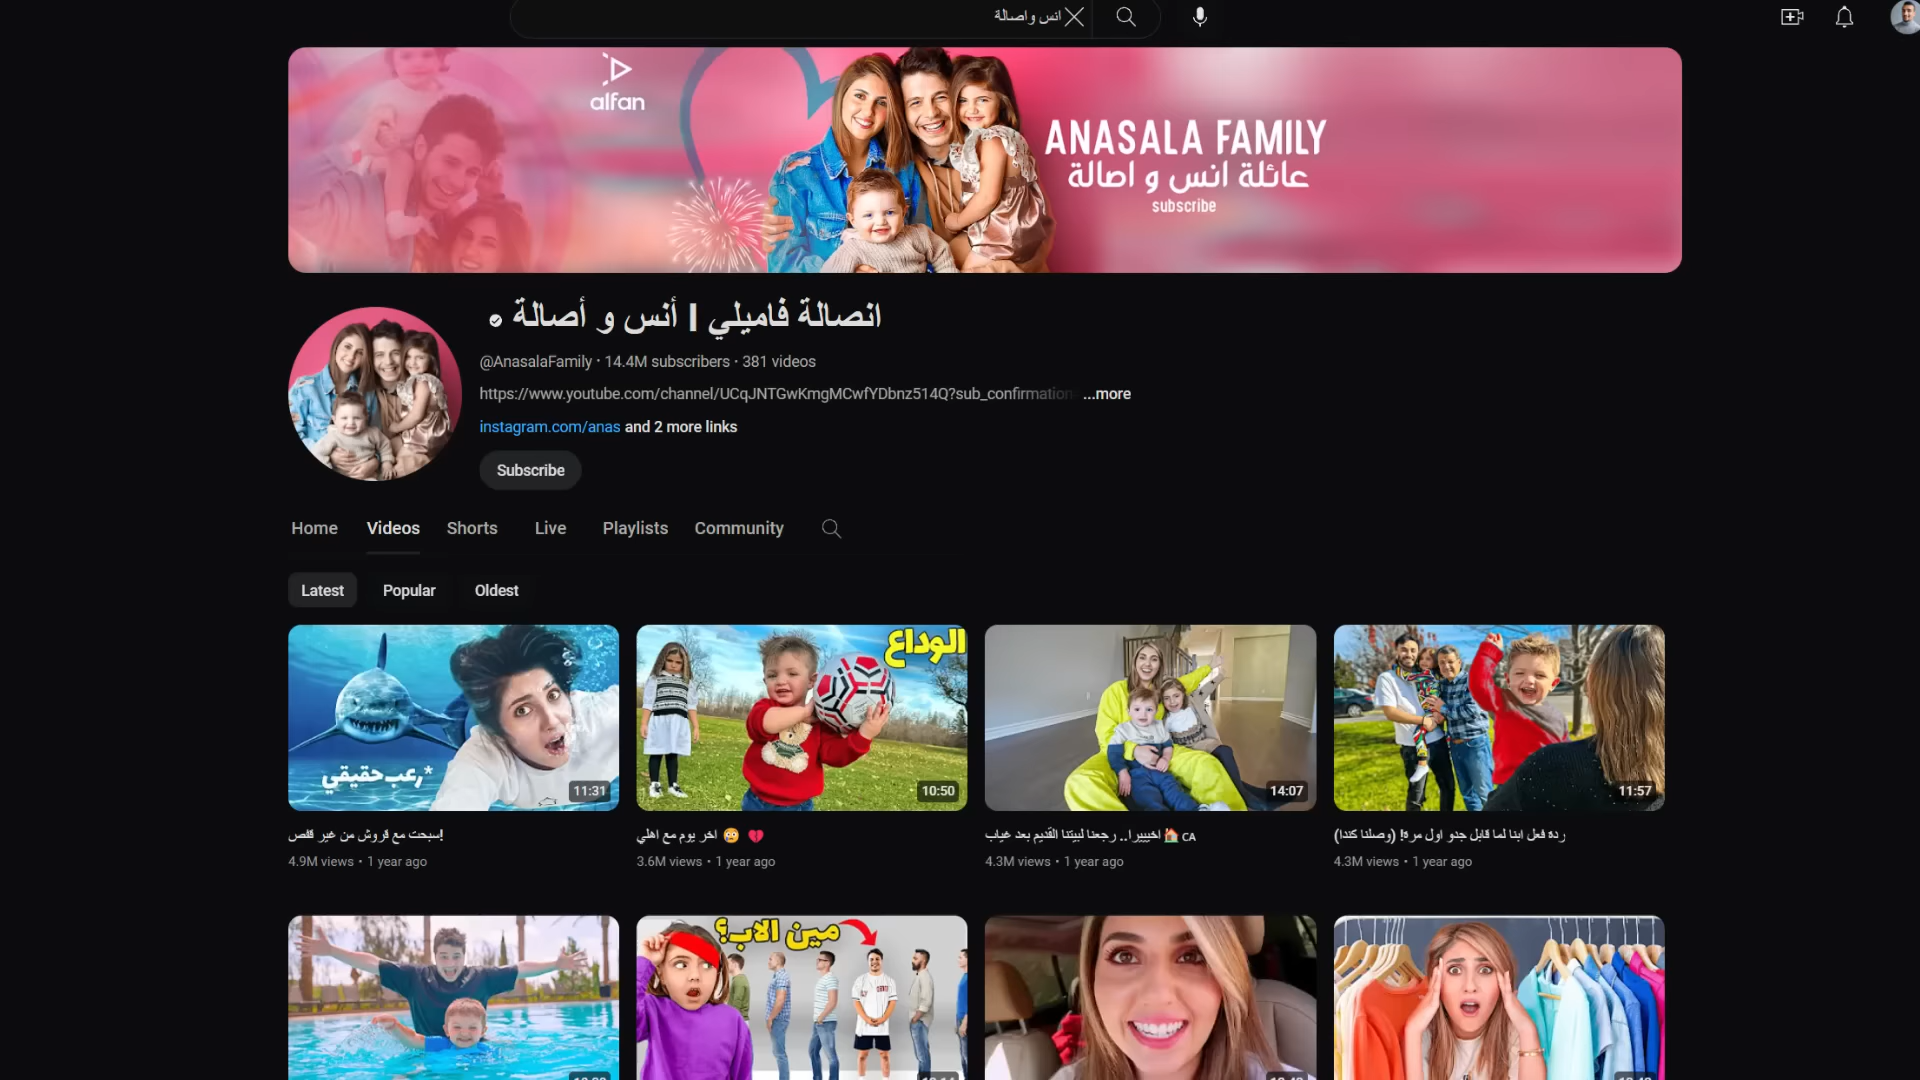 انس و اصالة
alfan
ANASALA FAMILY
عائلة انس و اصالة
subscribe
انصالة فاميلي | أنس و أصالة
@AnasalaFamily · 14.4M subscribers · 381 videos
https://www.youtube.com/channel/UCqJNTGwKmgMCwfYDbnz514Q?sub_confirmation ...more
instagram.com/anas and 2 more links
Subscribe
Home Videos Shorts Live Playlists Community
Latest Popular Oldest
رعب حقيقي*
11:31
الوداع
10:50
14:07
11:57
سبحت مع قروش من غير قفص!
4.9M views · 1 year ago
اخر يوم مع اهلي 😳 💔
3.6M views · 1 year ago
اخيييرا.. رجعنا لبيتنا القديم بعد غياب 🏠 CA
4.3M views · 1 year ago
ردة فعل ابنا لما قابل جدو اول مرة! (وصلنا كندا)
4.3M views · 1 year ago
مين الاب؟